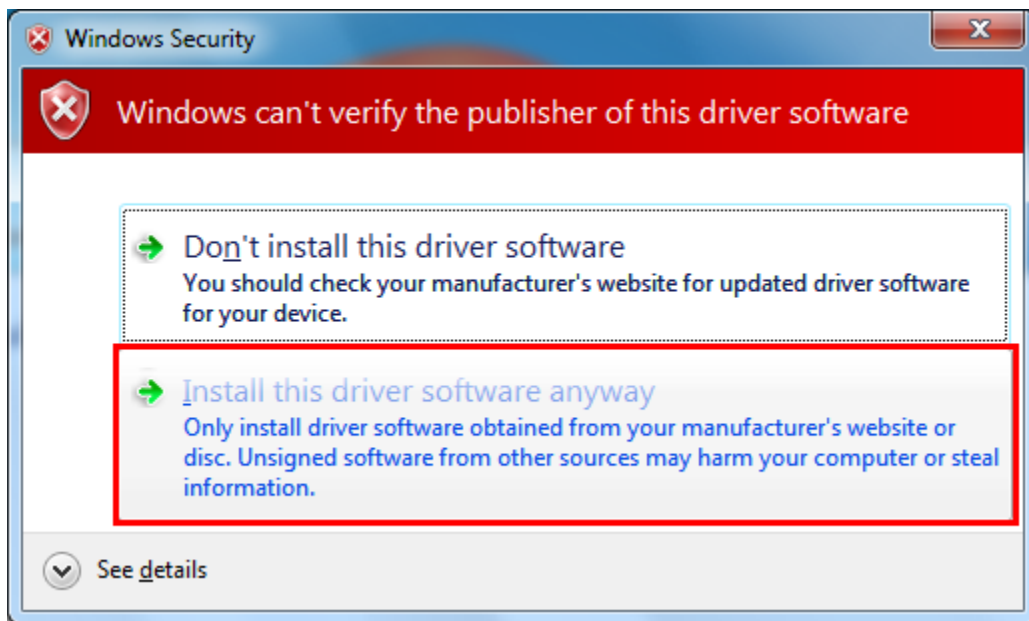 Windows Security
Windows can't verify the publisher of this driver software
Don't install this driver software
You should check your manufacturer's website for updated driver software
for your device.
Install this driver software anyway
Only install driver software obtained from your manufacturer's website or
disc. Unsigned software from other sources may harm your computer or steal
information.
See details